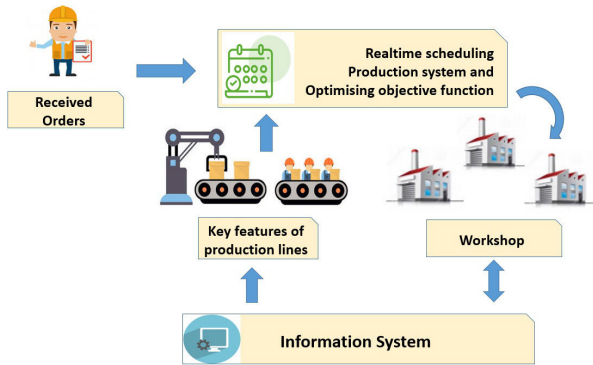 Realtime scheduling
Production system and
Optimising objective function
Received
Orders
Key features of
production lines
Workshop
Information System